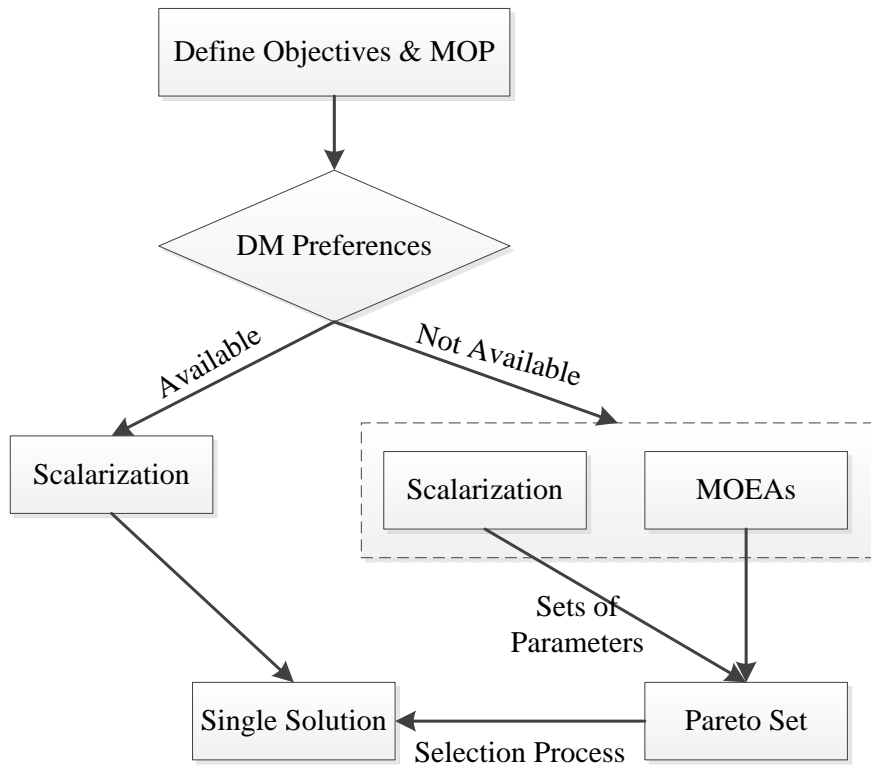 Define Objectives & MOP
DM Preferences
Available
Not Available
Scalarization
Scalarization
MOEAs
Sets of
Parameters
Single Solution
Pareto Set
Selection Process